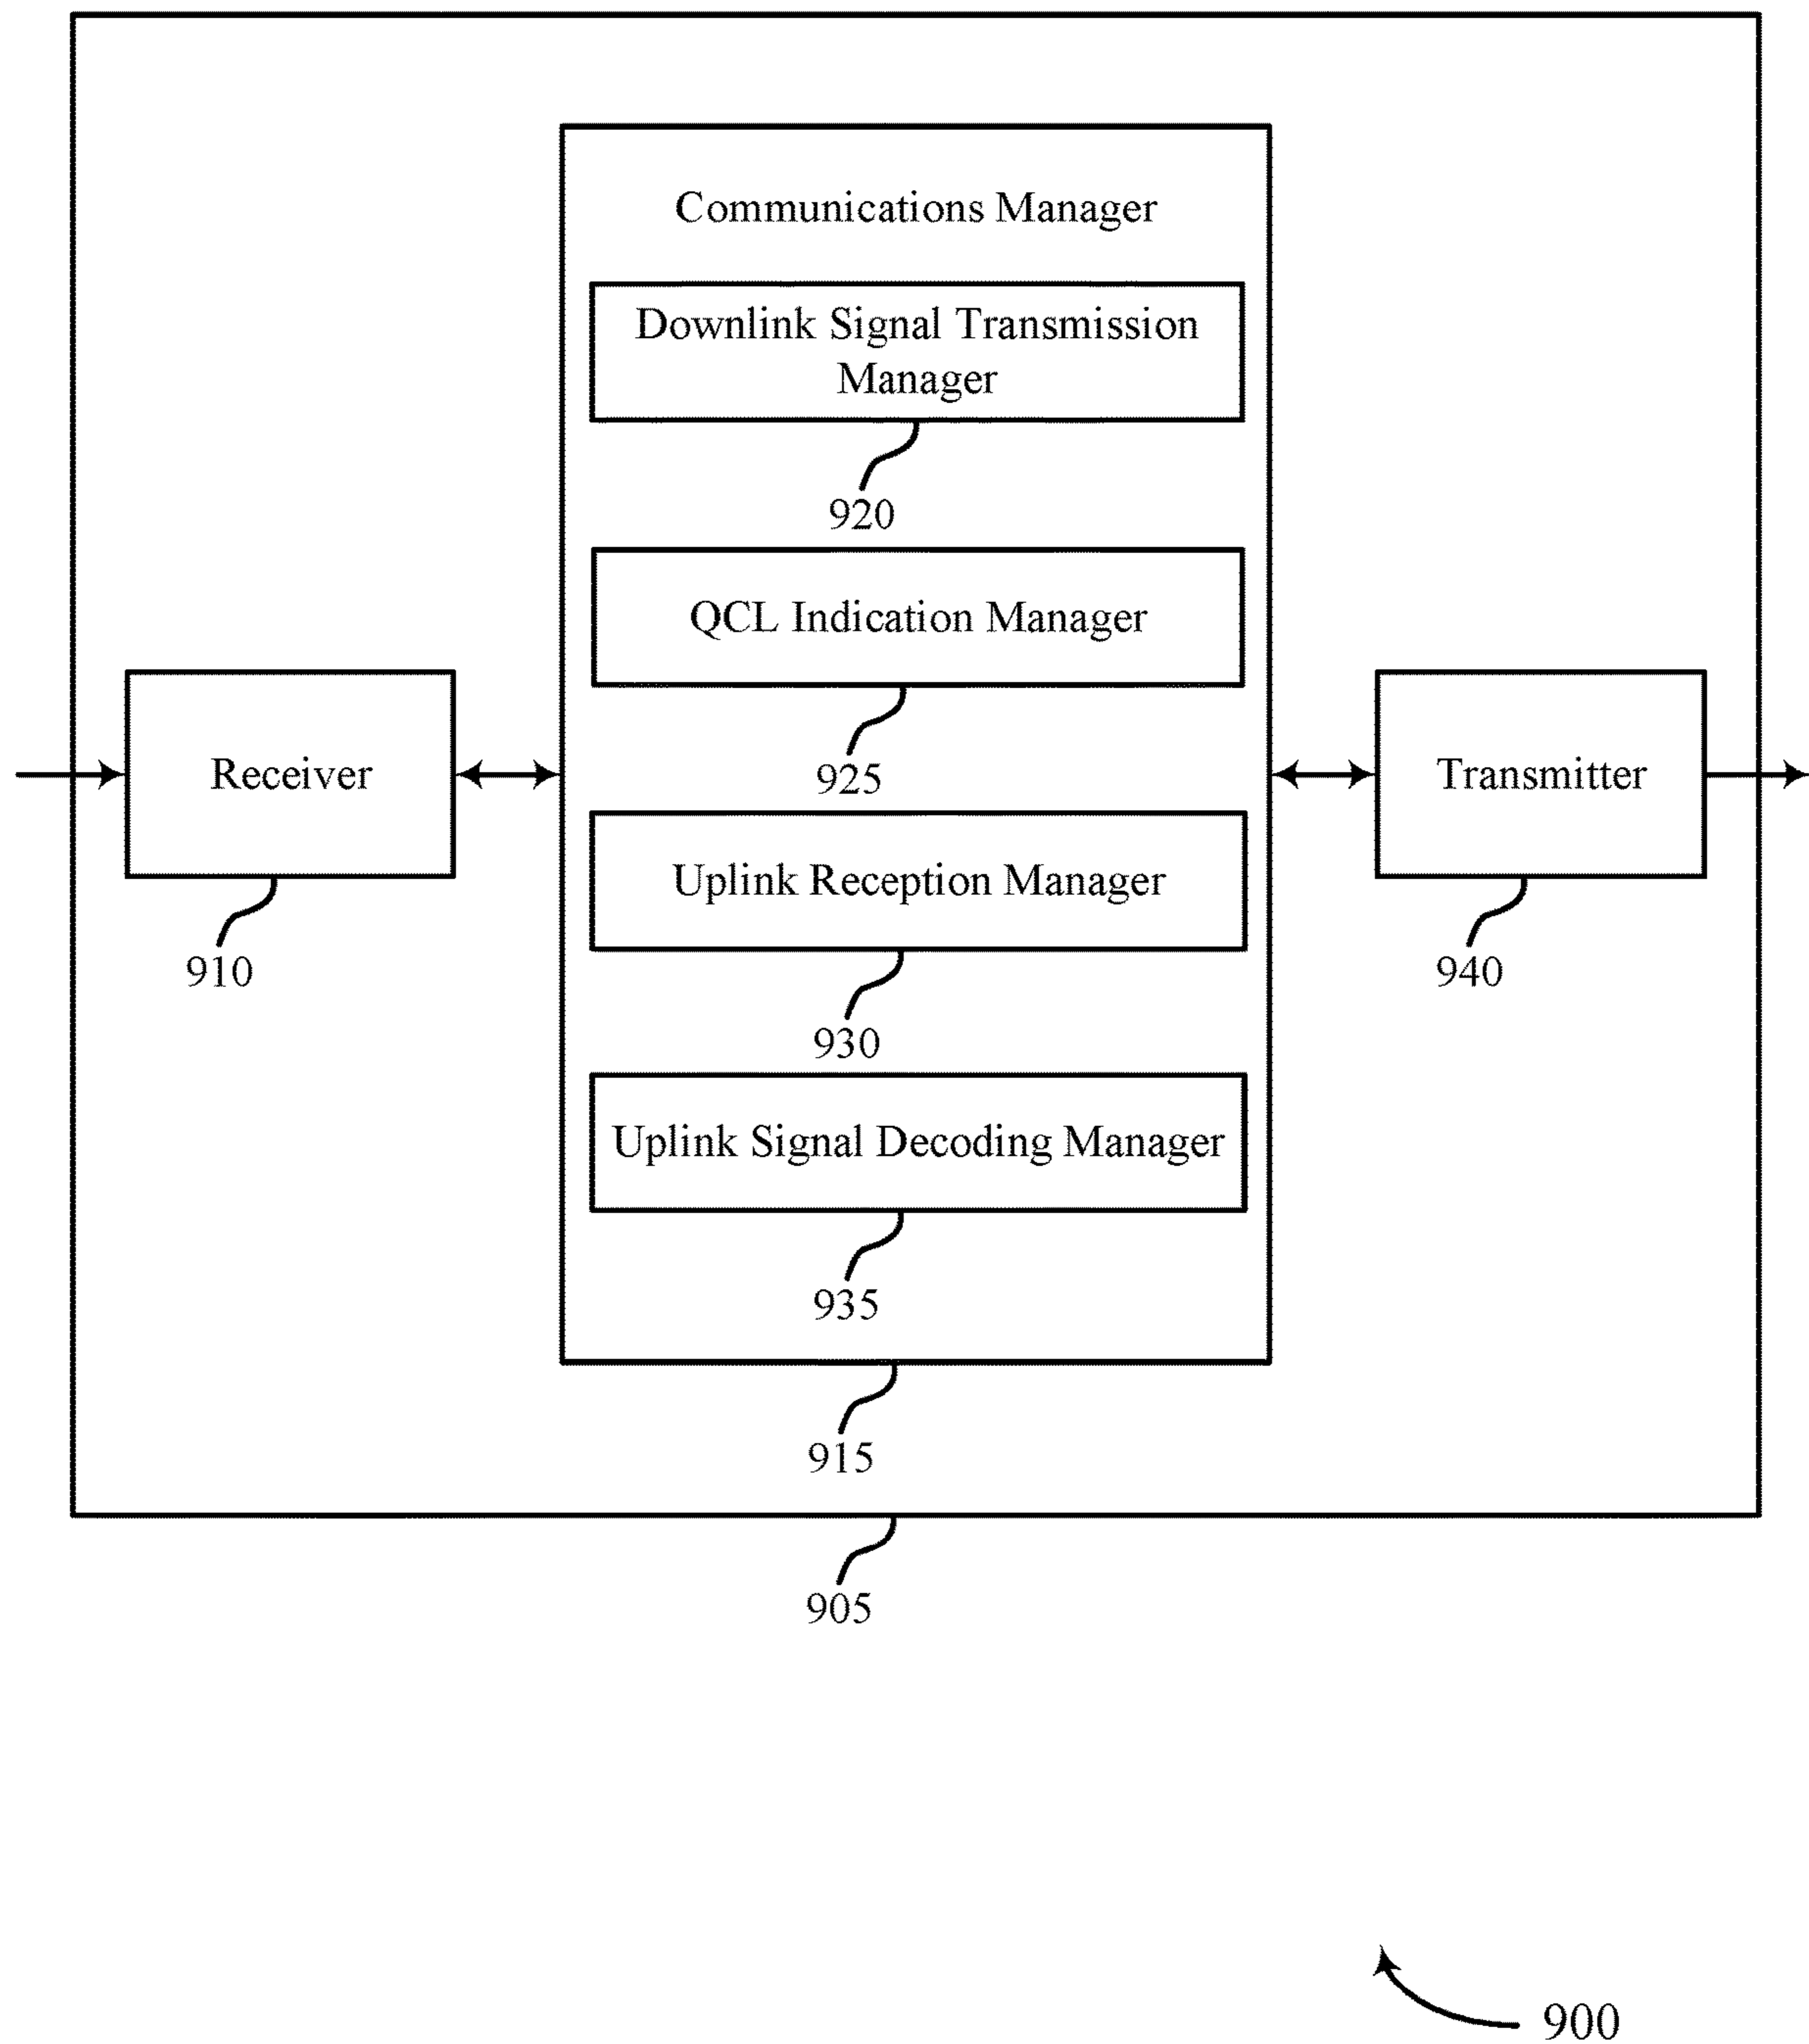 Communications Manager
Downlink Signal Transmission
Manager
920
QCL Indication Manager
925
Receiver
910
Transmitter
940
Uplink Reception Manager
930
Uplink Signal Decoding Manager
935
915
905
900